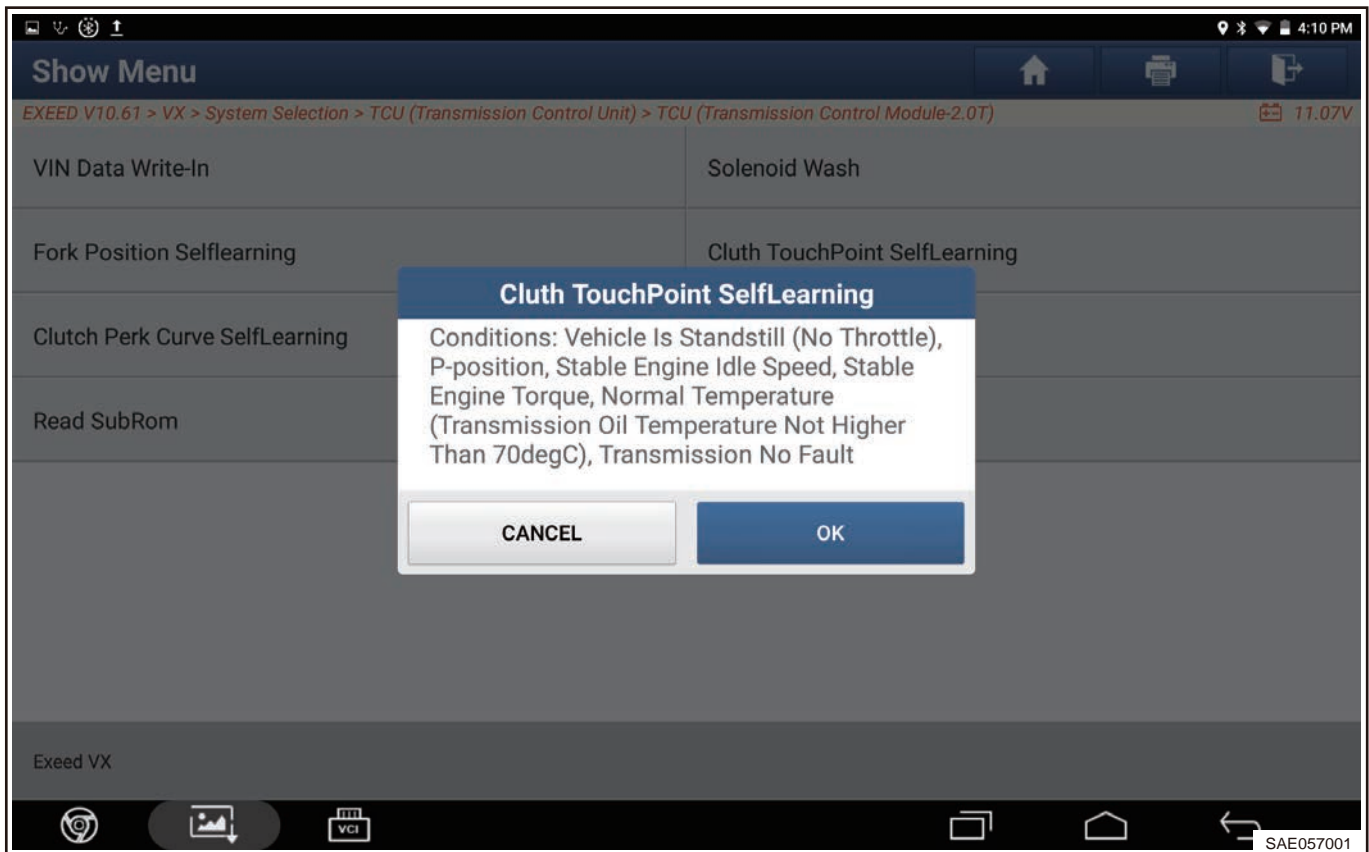 4:10 PM
Show Menu
EXEED V10.61 > VX > System Selection > TCU (Transmission Control Unit) > TCU (Transmission Control Module-2.0T)
11.07V
VIN Data Write-In
Solenoid Wash
Fork Position Selflearning
Cluth TouchPoint SelfLearning
Clutch Perk Curve SelfLearning
Read SubRom
Cluth TouchPoint SelfLearning
Conditions: Vehicle Is Standstill (No Throttle),
P-position, Stable Engine Idle Speed, Stable
Engine Torque, Normal Temperature
(Transmission Oil Temperature Not Higher
Than 70degC), Transmission No Fault
CANCEL
OK
Exeed VX
VCI
SAE057001